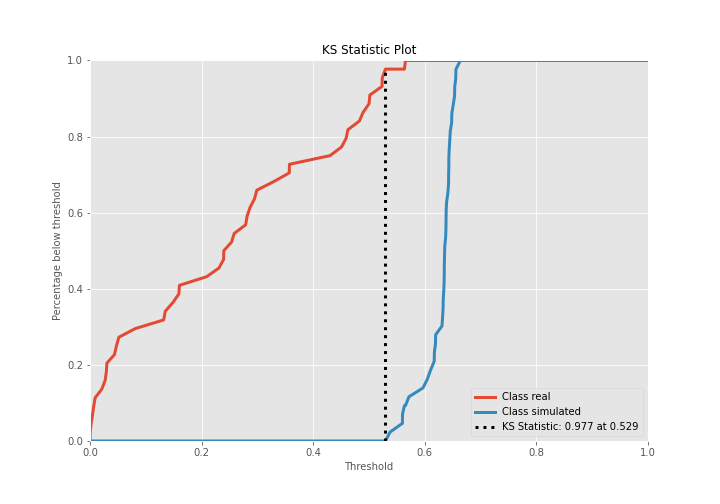 KS Statistic Plot
1.0
0.8
0.6
0.4
0.2
0.0
Percentage below threshold
0.0 0.2 0.4 0.6 0.8 1.0
Threshold
Class real
Class simulated
KS Statistic: 0.977 at 0.529